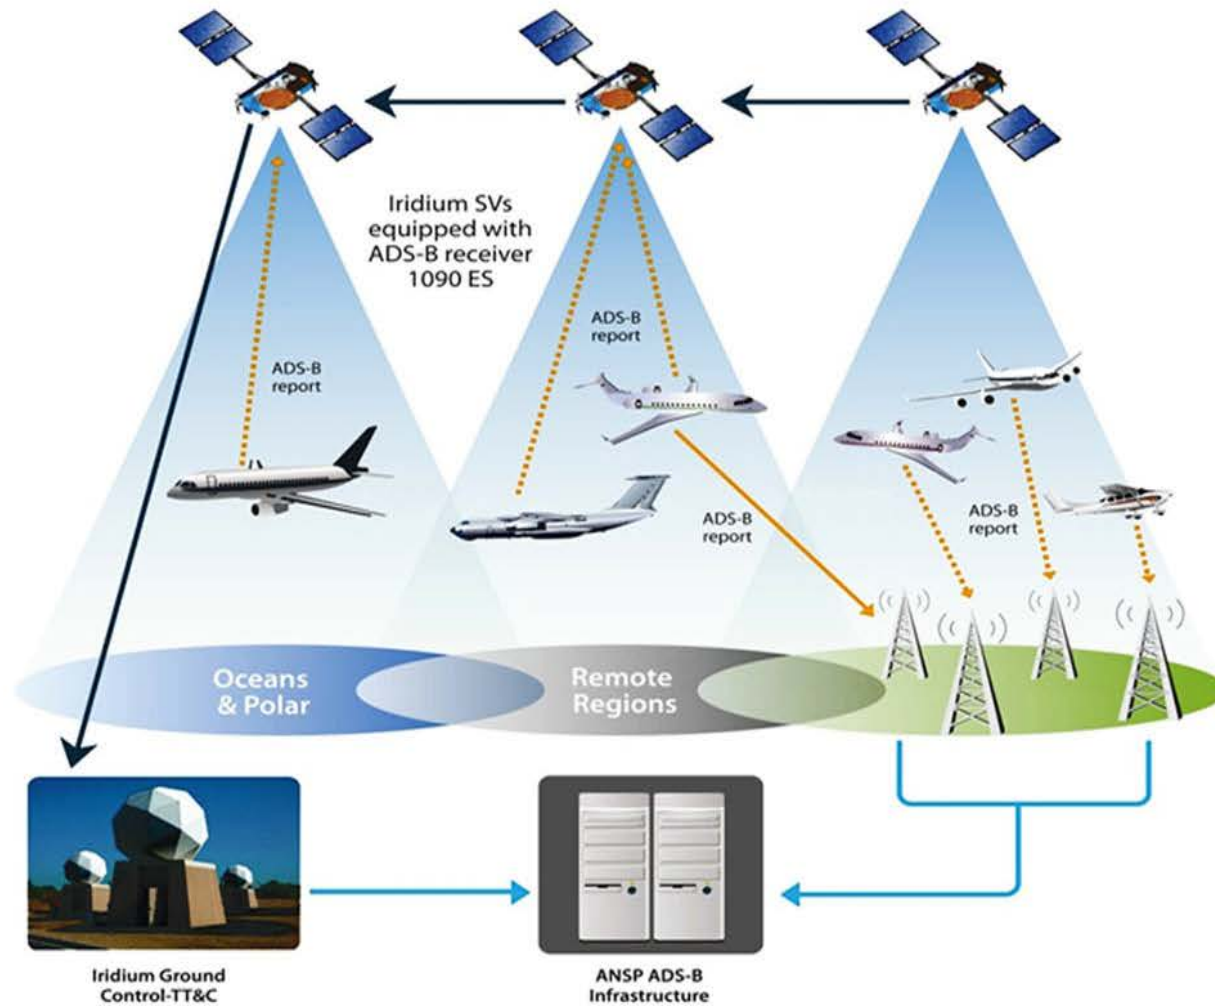 Iridium SVs
equipped with
ADS-B receiver
1090 ES
ADS-B
report
ADS-B
report
ADS-B
report
ADS-B
report
Oceans
& Polar
Remote
Regions
Iridium Ground
Control-TT&C
ANSP ADS-B
Infrastructure